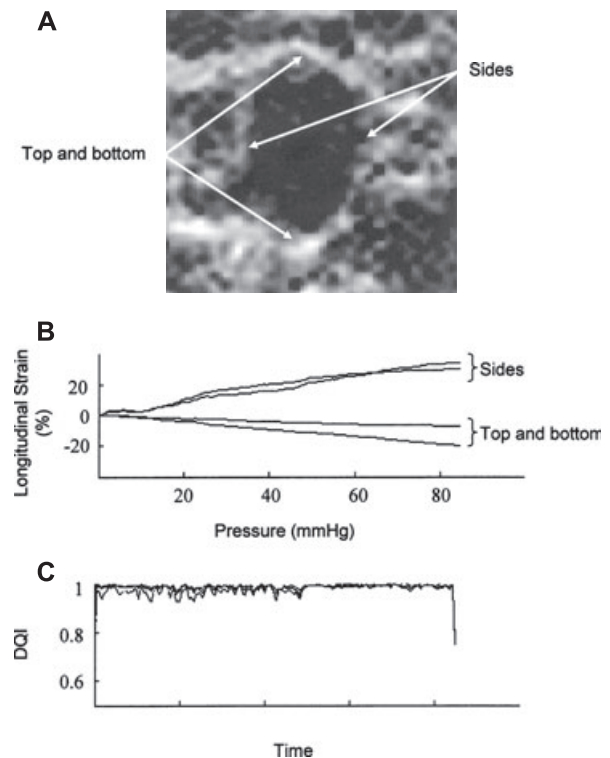 A
Sides
Top and bottom
B
Longitudinal Strain
(%)
20
0
-20
Sides
Top and bottom
20
40
60
80
Pressure (mmHg)
C
DQI
1
0.8
0.6
Time